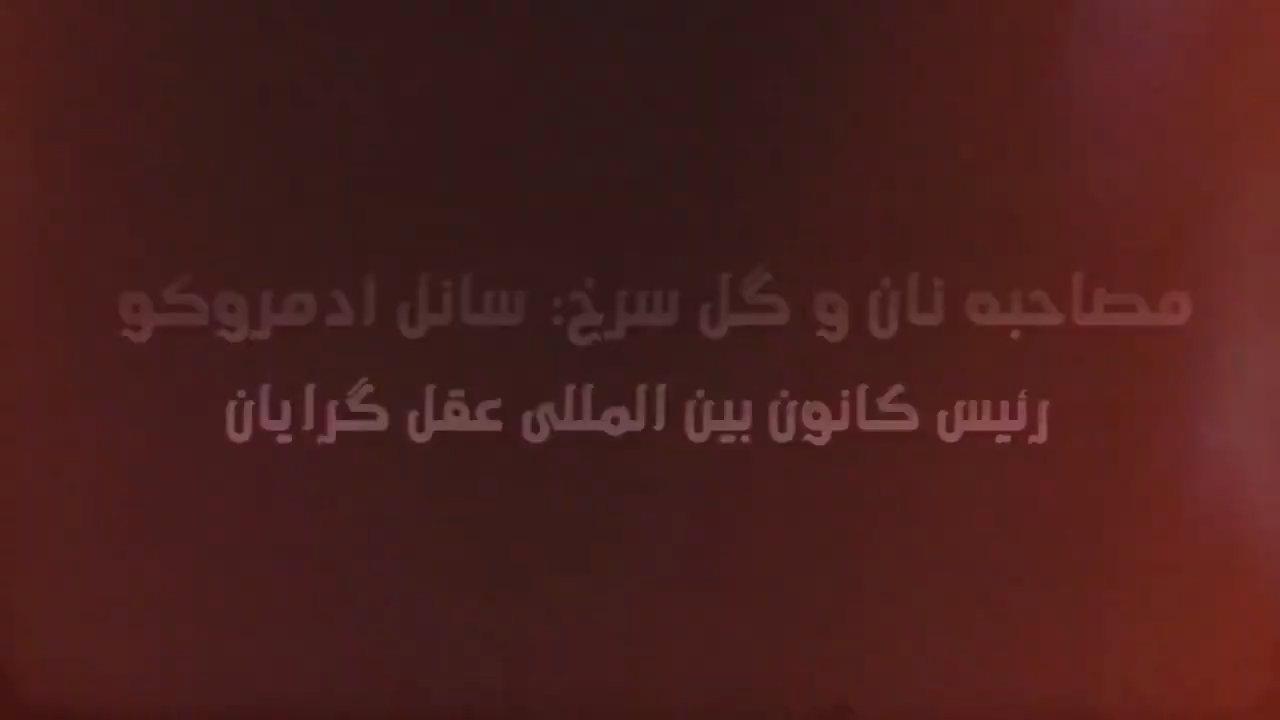 مصاحبه نان و گل سرخ: سانل ادمروکو
رئیس کانون بین المللی عقل گرایان